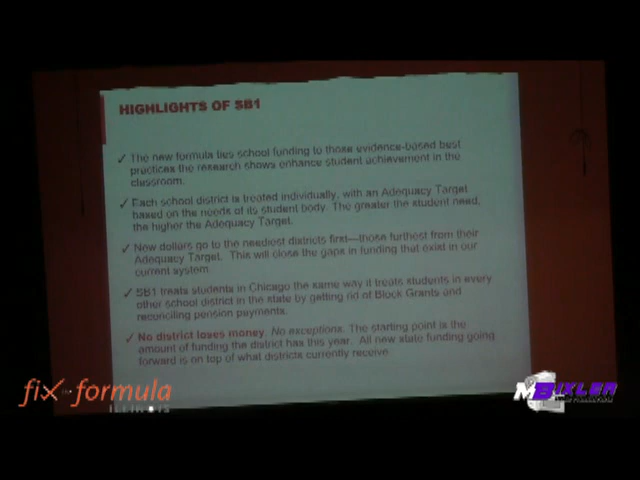 HIGHLIGHTS OF SB1
✓ The new formula ties school funding to those evidence-based best
practices the research shows enhance student achievement in the
classroom.
✓ Each school district is treated individually, with an Adequacy Target
based on the needs of its student body. The greater the student need,
the higher the Adequacy Target.
✓ New dollars go to the neediest districts first—those furthest from their
Adequacy Target. This will close the gaps in funding that exist in our
current system.
✓ SB1 treats students in Chicago the same way it treats students in every
other school district in the state by getting rid of Block Grants and
reconciling pension payments.
✓ No district loses money. No exceptions. The starting point is the
amount of funding the district has this year. All new state funding going
forward is on top of what districts currently receive.
fix formula
ILLINOIS
MBIXLER